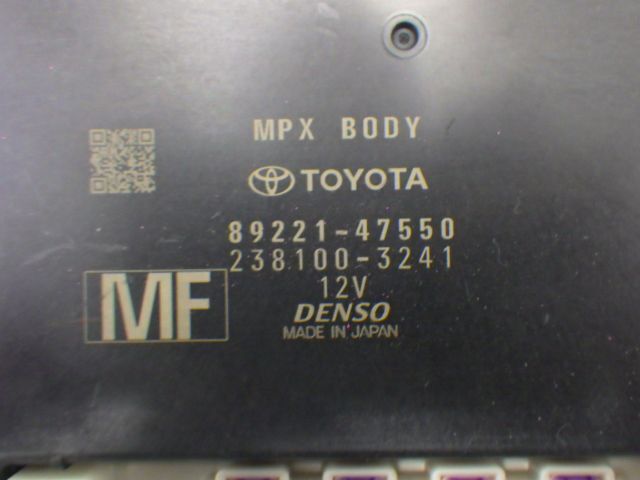 MPX BODY
TOYOTA
89221-47550
238100-3241
12V
MF
DENSO
MADE IN JAPAN